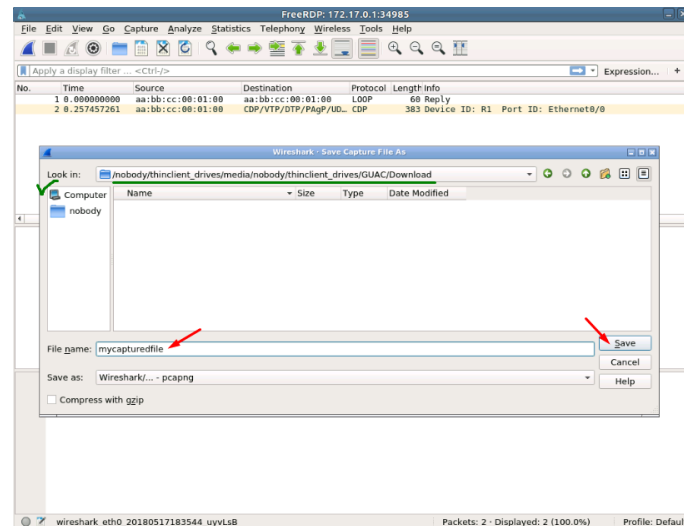 FreeRDP: 172.17.0.1:34985
File Edit View Go Capture Analyze Statistics Telephony Wireless Tools Help
Apply a display filter ... <Ctrl-/> Expression... +
No. Time Source Destination Protocol Length Info
1 0.000000000 aa:bb:cc:00:01:00 aa:bb:cc:00:01:00 LOOP 60 Reply
2 0.257457261 aa:bb:cc:00:01:00 CDP/VTP/DTP/PAgP/UD… CDP 383 Device ID: R1 Port ID: Ethernet0/0
Wireshark · Save Capture File As
Look in: /nobody/thinclient_drives/media/nobody/thinclient_drives/GUAC/Download
Computer Name Size Type Date Modified
nobody
File name: mycapturedfile Save
Cancel
Save as: Wireshark/... - pcapng Help
Compress with gzip
wireshark_eth0_20180517183544_uyvLsB Packets: 2 · Displayed: 2 (100.0%) Profile: Defaul